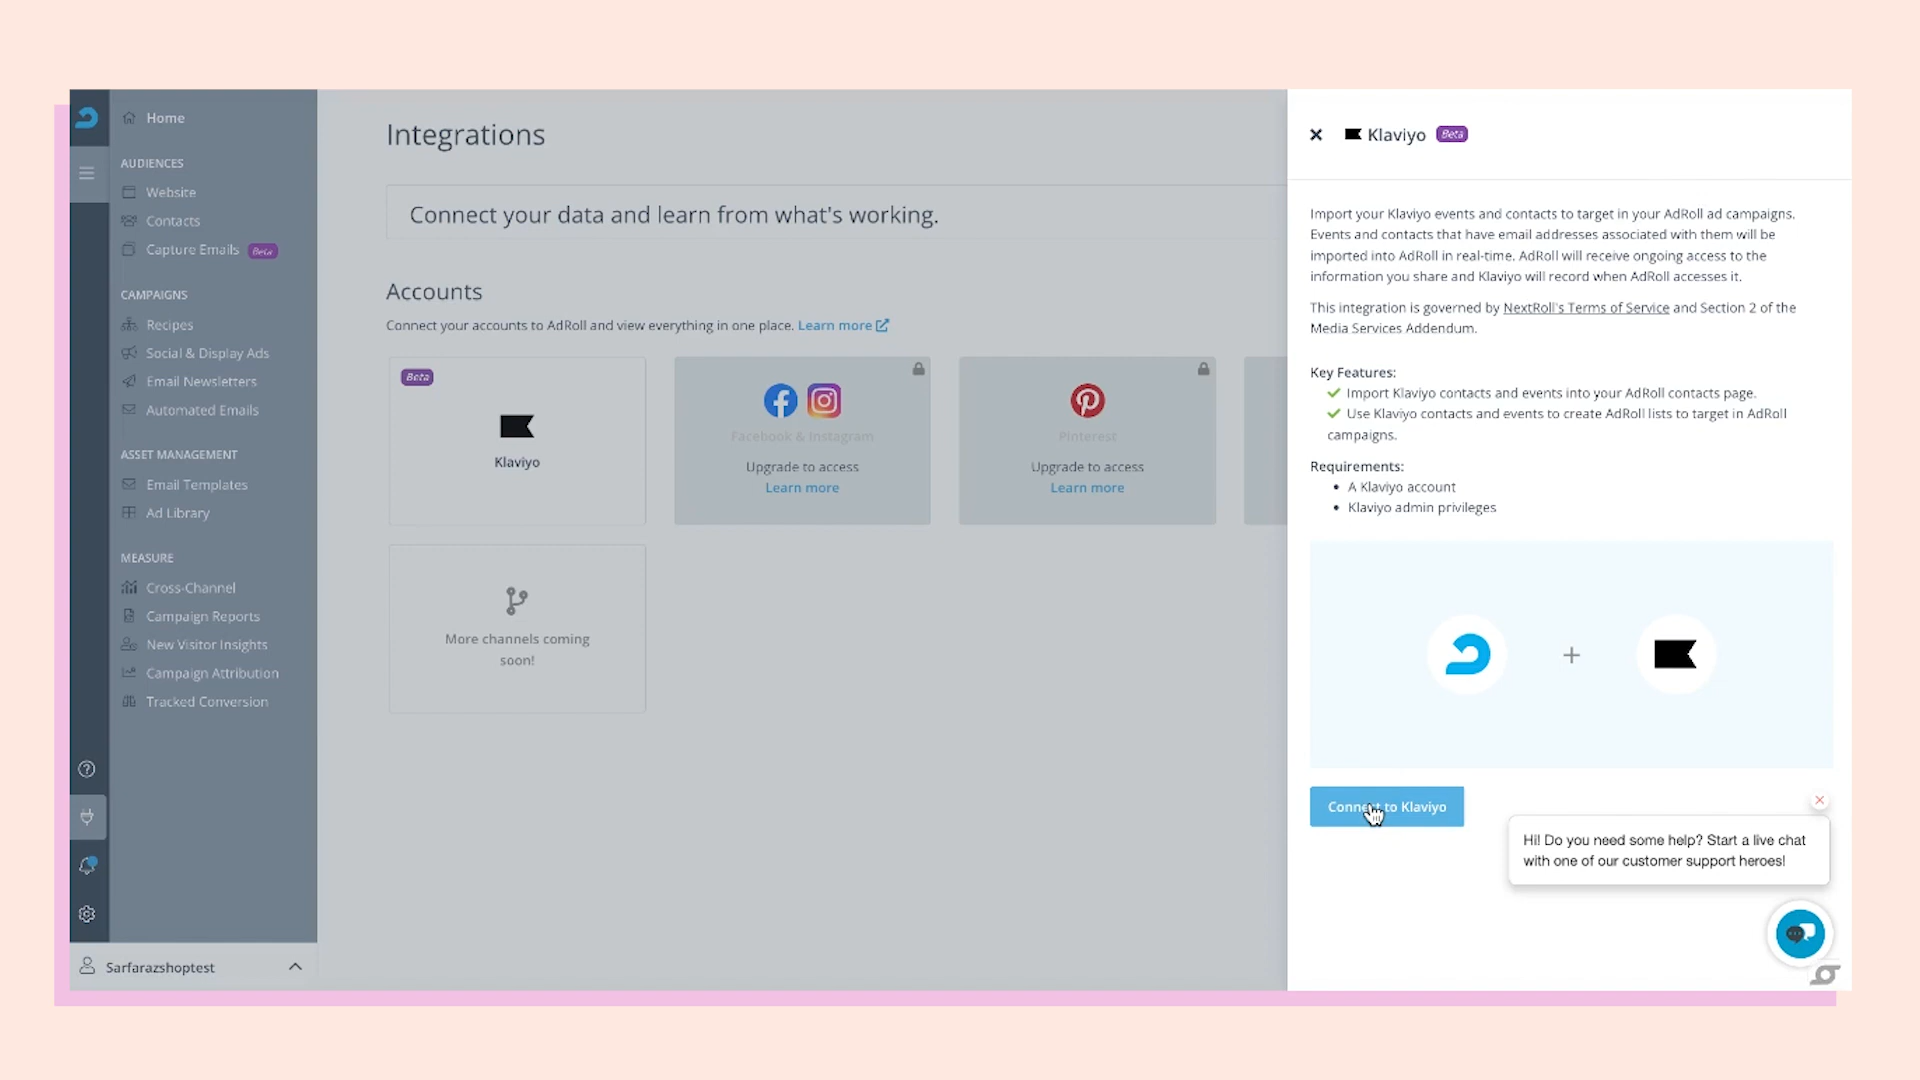 Home
AUDIENCES
Website
Contacts
Capture Emails Beta
CAMPAIGNS
Recipes
Social & Display Ads
Email Newsletters
Automated Emails
ASSET MANAGEMENT
Email Templates
Ad Library
MEASURE
Cross-Channel
Campaign Reports
New Visitor Insights
Campaign Attribution
Tracked Conversion
Sarfarazshoptest
Integrations
Connect your data and learn from what's working.
Accounts
Connect your accounts to AdRoll and view everything in one place. Learn more
Beta
Klaviyo
Facebook & Instagram
Upgrade to access
Learn more
Pinterest
Upgrade to access
Learn more
More channels coming
soon!
Klaviyo Beta
Import your Klaviyo events and contacts to target in your AdRoll ad campaigns.
Events and contacts that have email addresses associated with them will be
imported into AdRoll in real-time. AdRoll will receive ongoing access to the
information you share and Klaviyo will record when AdRoll accesses it.
This integration is governed by NextRoll's Terms of Service and Section 2 of the
Media Services Addendum.
Key Features:
Import Klaviyo contacts and events into your AdRoll contacts page.
Use Klaviyo contacts and events to create AdRoll lists to target in AdRoll
campaigns.
Requirements:
• A Klaviyo account
• Klaviyo admin privileges
+
Connect to Klaviyo
Hi! Do you need some help? Start a live chat
with one of our customer support heroes!